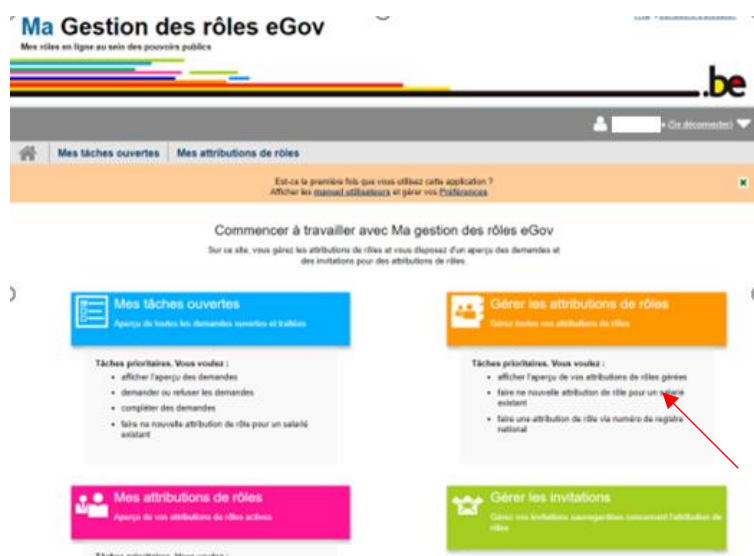 Ma Gestion des rôles eGov
Mes rôles en ligne au sein des pouvoirs publics
.be
(Se déconnecter)
Mes tâches ouvertes
Mes attributions de rôles
Est-ce la première fois que vous utilisez cette application ?
Afficher les manuel utilisateurs et gérer vos Préférences
Commencer à travailler avec Ma gestion des rôles eGov
Sur ce site, vous gérez les attributions de rôles et vous disposez d'un aperçu des demandes et
des invitations pour des attributions de rôles.
Mes tâches ouvertes
Aperçu de toutes les demandes ouvertes et traitées
Tâches prioritaires. Vous voulez :
afficher l'aperçu des demandes
demander ou refuser les demandes
compléter des demandes
faire ne nouvelle attribution de rôle pour un salarié
existant
Gérer les attributions de rôles
Gérez toutes vos attributions de rôles
Tâches prioritaires. Vous voulez :
afficher l'aperçu de vos attributions de rôles gérées
faire ne nouvelle attribution de rôle pour un salarié
existant
faire une attribution de rôle via numéro de registre
national
Mes attributions de rôles
Aperçu de vos attributions de rôles actives
Tâches prioritaires. Vous voulez :
Gérer les invitations
Gérez vos invitations sauvegardées concernant l'attribution de
rôles